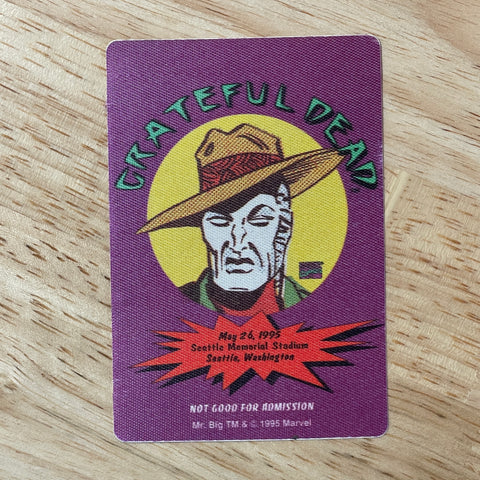 GRATEFUL DEAD.
May 26, 1995
Seattle Memorial Stadium
Seattle, Washington
NOT GOOD FOR ADMISSION
Mr. Big TM & © 1995 Marvel